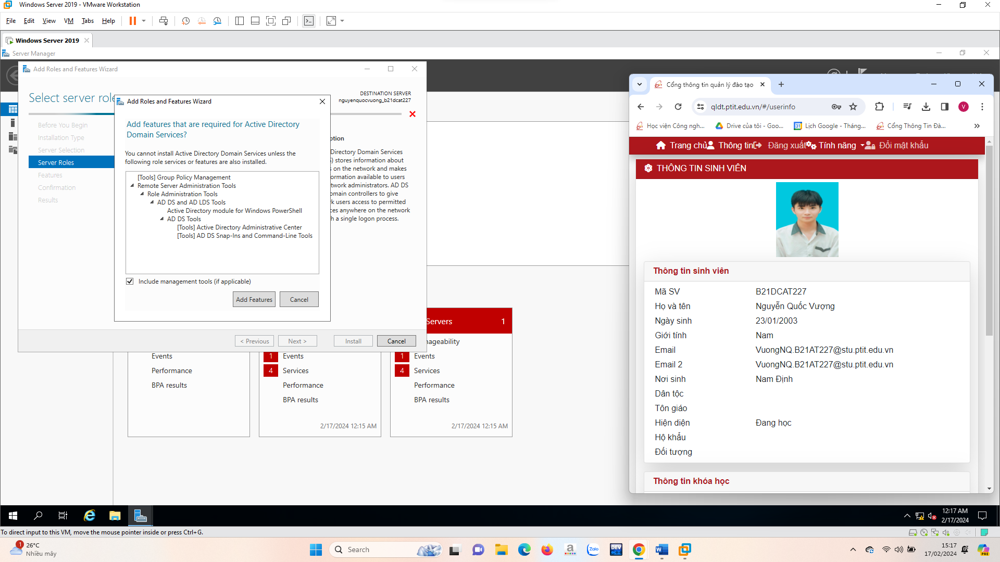 Windows Server 2019 - VMware Workstation
File Edit View VM Tabs Help
Windows Server 2019
Server Manager
Add Roles and Features Wizard
Select server role
DESTINATION SERVER
nguyenquocvuong_b21dcat227
Before You Begin
Installation Type
Server Selection
Server Roles
Features
Confirmation
Results
Add Roles and Features Wizard
Add features that are required for Active Directory
Domain Services?
You cannot install Active Directory Domain Services unless the
following role services or features are also installed.
[Tools] Group Policy Management
Remote Server Administration Tools
Role Administration Tools
AD DS and AD LDS Tools
Active Directory module for Windows PowerShell
AD DS Tools
[Tools] Active Directory Administrative Center
[Tools] AD DS Snap-Ins and Command-Line Tools
Include management tools (if applicable)
Add Features Cancel
ption
Directory Domain Services
) stores information about
s on the network and makes
ormation available to users
twork administrators. AD DS
omain controllers to give
k users access to permitted
ces anywhere on the network
h a single logon process.
< Previous Next > Install Cancel
Servers 1
nageability
Events
Performance
BPA results
1 Events
4 Services
Performance
BPA results
2/17/2024 12:15 AM
1 Events
4 Services
Performance
BPA results
2/17/2024 12:15 AM
Cổng thông tin quản lý đào tạo
qldt.ptit.edu.vn/#/userinfo
V
Học viện Công ngh...
Drive của tôi - Goo...
31 Lịch Google - Tháng...
Cổng Thông Tin Đà...
Trang chủ Thông tin Đăng xuất Tính năng Đổi mật khẩu
THÔNG TIN SINH VIÊN
Thông tin sinh viên
Mã SV B21DCAT227
Họ và tên Nguyễn Quốc Vượng
Ngày sinh 23/01/2003
Giới tính Nam
Email VuongNQ.B21AT227@stu.ptit.edu.vn
Email 2 VuongNQ.B21AT227@stu.ptit.edu.vn
Nơi sinh Nam Định
Dân tộc
Tôn giáo
Hiện diện Đang học
Hộ khẩu
Đối tượng
Thông tin khóa học
12:17 AM
2/17/2024
To direct input to this VM, move the mouse pointer inside or press Ctrl+G.
1
26°C
Nhiều mây
Search
a
Zalo
DEV
W
15:17
17/02/2024
PRE